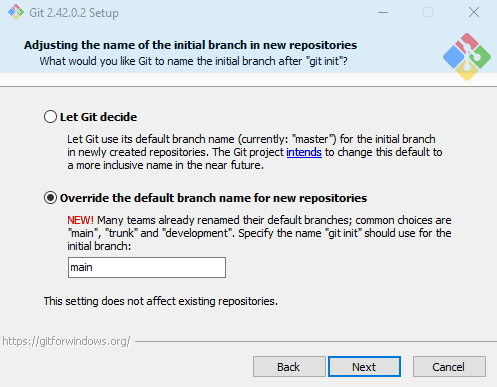 Git 2.42.0.2 Setup
Adjusting the name of the initial branch in new repositories
What would you like Git to name the initial branch after "git init"?
Let Git decide
Let Git use its default branch name (currently: "master") for the initial branch
in newly created repositories. The Git project intends to change this default to
a more inclusive name in the near future.
Override the default branch name for new repositories
NEW! Many teams already renamed their default branches; common choices are
"main", "trunk" and "development". Specify the name "git init" should use for the
initial branch:
main
This setting does not affect existing repositories.
https://gitforwindows.org/
Back
Next
Cancel